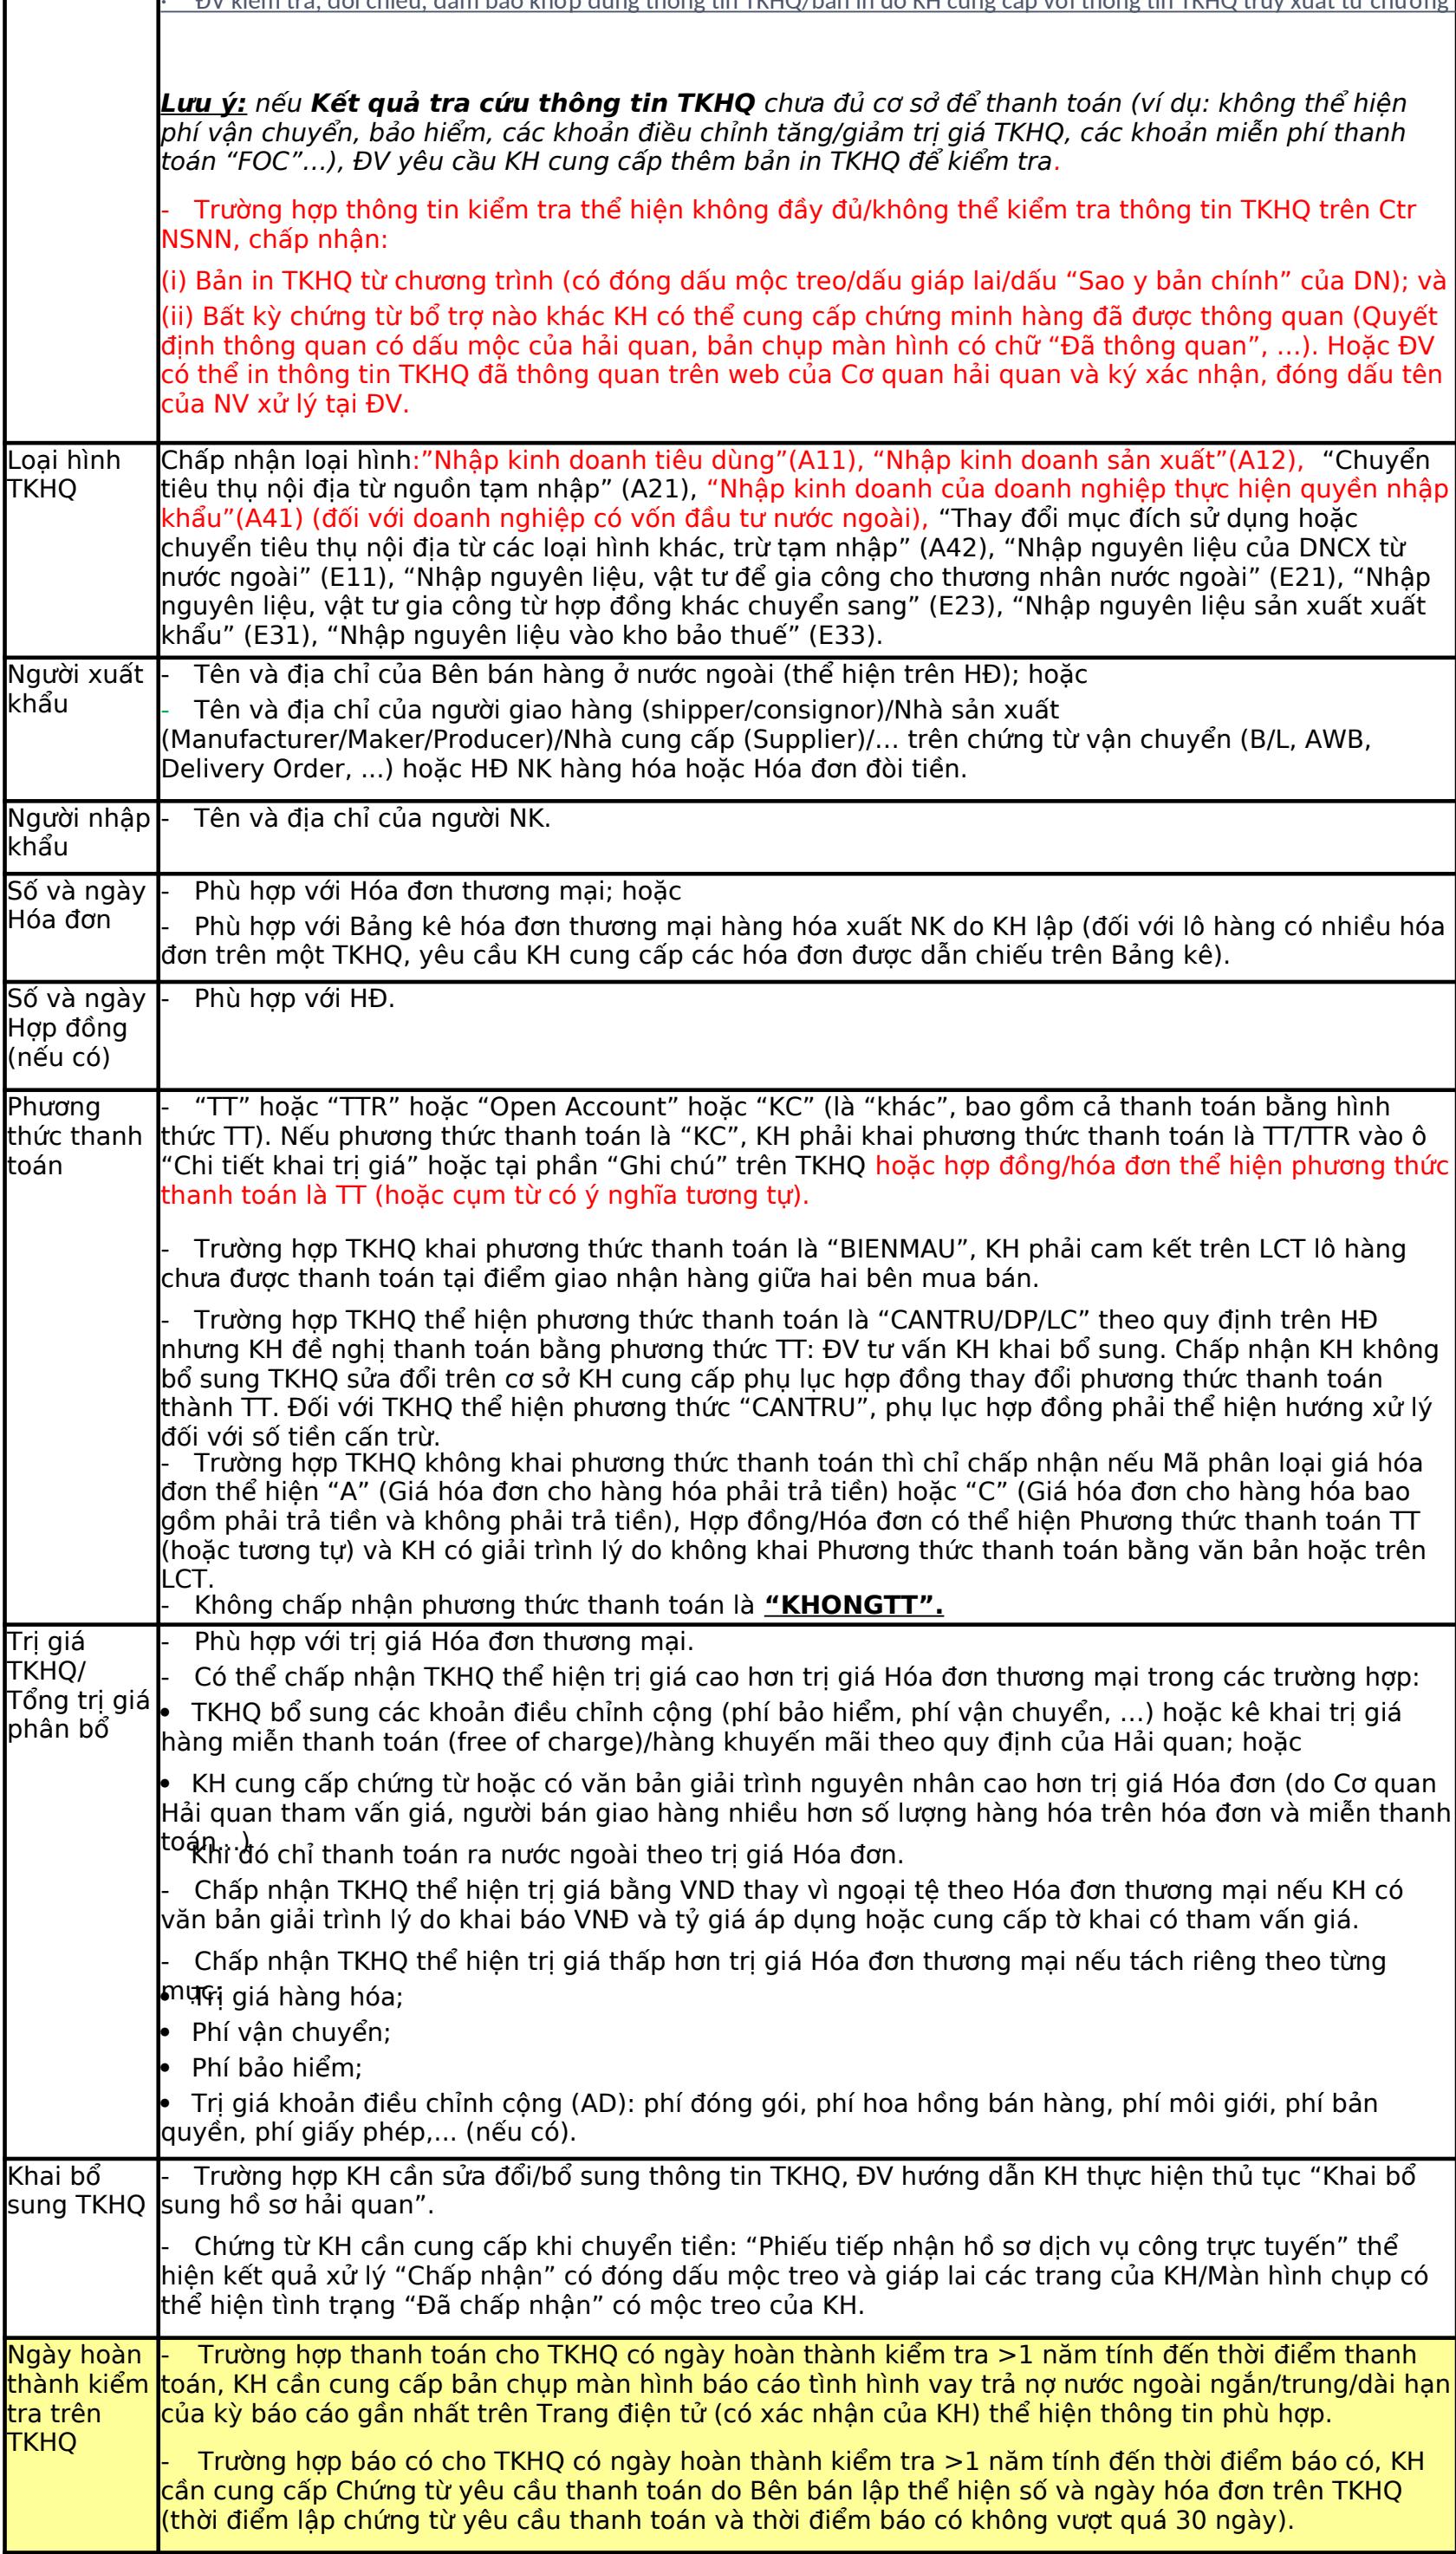 ĐV kiểm tra, đối chiếu, đảm bảo khớp đúng thông tin TKHQ/bản in do KH cung cấp với thông tin TKHQ truy xuất từ chương
Lưu ý: nếu Kết quả tra cứu thông tin TKHQ chưa đủ cơ sở để thanh toán (ví dụ: không thể hiện
phí vận chuyển, bảo hiểm, các khoản điều chỉnh tăng/giảm trị giá TKHQ, các khoản miễn phí thanh
toán “FOC”...), ĐV yêu cầu KH cung cấp thêm bản in TKHQ để kiểm tra.
- Trường hợp thông tin kiểm tra thể hiện không đầy đủ/không thể kiểm tra thông tin TKHQ trên Ctr
NSNN, chấp nhận:
(i) Bản in TKHQ từ chương trình (có đóng dấu mộc treo/dấu giáp lai/dấu “Sao y bản chính” của DN); và
(ii) Bất kỳ chứng từ bổ trợ nào khác KH có thể cung cấp chứng minh hàng đã được thông quan (Quyết
định thông quan có dấu mộc của hải quan, bản chụp màn hình có chữ “Đã thông quan”, ...). Hoặc ĐV
có thể in thông tin TKHQ đã thông quan trên web của Cơ quan hải quan và ký xác nhận, đóng dấu tên
của NV xử lý tại ĐV.
Loại hình
TKHQ
Chấp nhận loại hình:”Nhập kinh doanh tiêu dùng”(A11), “Nhập kinh doanh sản xuất”(A12), “Chuyển
tiêu thụ nội địa từ nguồn tạm nhập” (A21), “Nhập kinh doanh của doanh nghiệp thực hiện quyền nhập
khẩu”(A41) (đối với doanh nghiệp có vốn đầu tư nước ngoài), “Thay đổi mục đích sử dụng hoặc
chuyển tiêu thụ nội địa từ các loại hình khác, trừ tạm nhập” (A42), “Nhập nguyên liệu của DNCX từ
nước ngoài” (E11), “Nhập nguyên liệu, vật tư để gia công cho thương nhân nước ngoài” (E21), “Nhập
nguyên liệu, vật tư gia công từ hợp đồng khác chuyển sang” (E23), “Nhập nguyên liệu sản xuất xuất
khẩu” (E31), “Nhập nguyên liệu vào kho bảo thuế” (E33).
Người xuất
khẩu
- Tên và địa chỉ của Bên bán hàng ở nước ngoài (thể hiện trên HĐ); hoặc
- Tên và địa chỉ của người giao hàng (shipper/consignor)/Nhà sản xuất
(Manufacturer/Maker/Producer)/Nhà cung cấp (Supplier)/... trên chứng từ vận chuyển (B/L, AWB,
Delivery Order, ...) hoặc HĐ NK hàng hóa hoặc Hóa đơn đòi tiền.
Người nhập
khẩu
- Tên và địa chỉ của người NK.
Số và ngày
Hóa đơn
- Phù hợp với Hóa đơn thương mại; hoặc
- Phù hợp với Bảng kê hóa đơn thương mại hàng hóa xuất NK do KH lập (đối với lô hàng có nhiều hóa
đơn trên một TKHQ, yêu cầu KH cung cấp các hóa đơn được dẫn chiếu trên Bảng kê).
Số và ngày
Hợp đồng
(nếu có)
- Phù hợp với HĐ.
Phương
thức thanh
toán
- “TT” hoặc “TTR” hoặc “Open Account” hoặc “KC” (là “khác”, bao gồm cả thanh toán bằng hình
thức TT). Nếu phương thức thanh toán là “KC”, KH phải khai phương thức thanh toán là TT/TTR vào ô
“Chi tiết khai trị giá” hoặc tại phần “Ghi chú” trên TKHQ hoặc hợp đồng/hóa đơn thể hiện phương thức
thanh toán là TT (hoặc cụm từ có ý nghĩa tương tự).
- Trường hợp TKHQ khai phương thức thanh toán là “BIENMAU”, KH phải cam kết trên LCT lô hàng
chưa được thanh toán tại điểm giao nhận hàng giữa hai bên mua bán.
- Trường hợp TKHQ thể hiện phương thức thanh toán là “CANTRU/DP/LC” theo quy định trên HĐ
nhưng KH đề nghị thanh toán bằng phương thức TT: ĐV tư vấn KH khai bổ sung. Chấp nhận KH không
bổ sung TKHQ sửa đổi trên cơ sở KH cung cấp phụ lục hợp đồng thay đổi phương thức thanh toán
thành TT. Đối với TKHQ thể hiện phương thức “CANTRU”, phụ lục hợp đồng phải thể hiện hướng xử lý
đối với số tiền cấn trừ.
- Trường hợp TKHQ không khai phương thức thanh toán thì chỉ chấp nhận nếu Mã phân loại giá hóa
đơn thể hiện “A” (Giá hóa đơn cho hàng hóa phải trả tiền) hoặc “C” (Giá hóa đơn cho hàng hóa bao
gồm phải trả tiền và không phải trả tiền), Hợp đồng/Hóa đơn có thể hiện Phương thức thanh toán TT
(hoặc tương tự) và KH có giải trình lý do không khai Phương thức thanh toán bằng văn bản hoặc trên
LCT.
- Không chấp nhận phương thức thanh toán là “KHONGTT”.
Trị giá
TKHQ/
Tổng trị giá
phân bổ
- Phù hợp với trị giá Hóa đơn thương mại.
- Có thể chấp nhận TKHQ thể hiện trị giá cao hơn trị giá Hóa đơn thương mại trong các trường hợp:
• TKHQ bổ sung các khoản điều chỉnh cộng (phí bảo hiểm, phí vận chuyển, ...) hoặc kê khai trị giá
hàng miễn thanh toán (free of charge)/hàng khuyến mãi theo quy định của Hải quan; hoặc
• KH cung cấp chứng từ hoặc có văn bản giải trình nguyên nhân cao hơn trị giá Hóa đơn (do Cơ quan
Hải quan tham vấn giá, người bán giao hàng nhiều hơn số lượng hàng hóa trên hóa đơn và miễn thanh
toán...)
Khi đó chỉ thanh toán ra nước ngoài theo trị giá Hóa đơn.
- Chấp nhận TKHQ thể hiện trị giá bằng VND thay vì ngoại tệ theo Hóa đơn thương mại nếu KH có
văn bản giải trình lý do khai báo VNĐ và tỷ giá áp dụng hoặc cung cấp tờ khai có tham vấn giá.
- Chấp nhận TKHQ thể hiện trị giá thấp hơn trị giá Hóa đơn thương mại nếu tách riêng theo từng
mục:
• Trị giá hàng hóa;
• Phí vận chuyển;
• Phí bảo hiểm;
• Trị giá khoản điều chỉnh cộng (AD): phí đóng gói, phí hoa hồng bán hàng, phí môi giới, phí bản
quyền, phí giấy phép,... (nếu có).
Khai bổ
sung TKHQ
- Trường hợp KH cần sửa đổi/bổ sung thông tin TKHQ, ĐV hướng dẫn KH thực hiện thủ tục “Khai bổ
sung hồ sơ hải quan”.
- Chứng từ KH cần cung cấp khi chuyển tiền: “Phiếu tiếp nhận hồ sơ dịch vụ công trực tuyến” thể
hiện kết quả xử lý “Chấp nhận” có đóng dấu mộc treo và giáp lai các trang của KH/Màn hình chụp có
thể hiện tình trạng “Đã chấp nhận” có mộc treo của KH.
Ngày hoàn
thành kiểm
tra trên
TKHQ
- Trường hợp thanh toán cho TKHQ có ngày hoàn thành kiểm tra >1 năm tính đến thời điểm thanh
toán, KH cần cung cấp bản chụp màn hình báo cáo tình hình vay trả nợ nước ngoài ngắn/trung/dài hạn
của kỳ báo cáo gần nhất trên Trang điện tử (có xác nhận của KH) thể hiện thông tin phù hợp.
- Trường hợp báo có cho TKHQ có ngày hoàn thành kiểm tra >1 năm tính đến thời điểm báo có, KH
cần cung cấp Chứng từ yêu cầu thanh toán do Bên bán lập thể hiện số và ngày hóa đơn trên TKHQ
(thời điểm lập chứng từ yêu cầu thanh toán và thời điểm báo có không vượt quá 30 ngày).